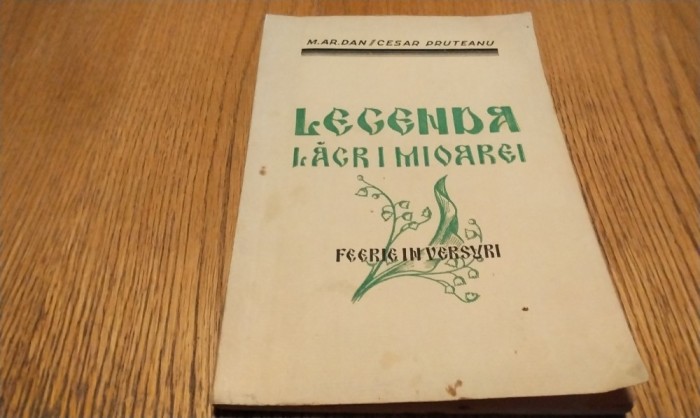 M. AR. DAN // CESAR PRUTEANU
LEGENDA
LĂCRIMIOAREI
FEERIE IN VERSURI